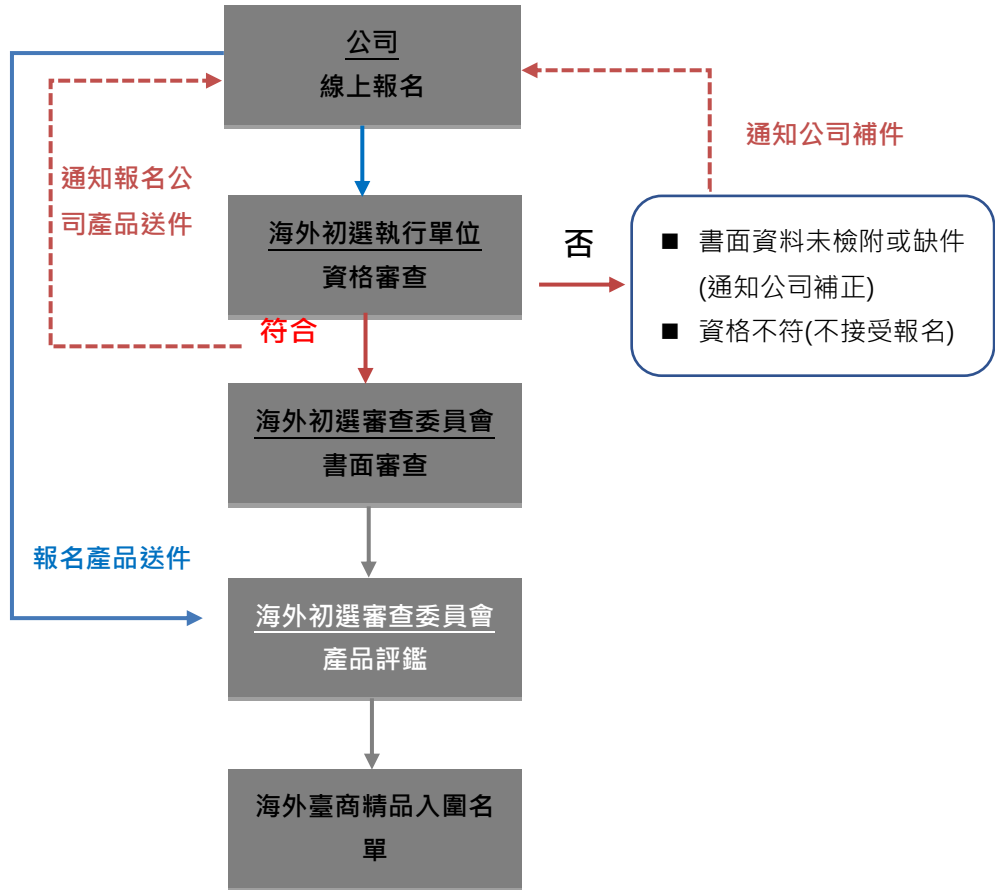 公司
線上報名
通知公司補件
通知報名公
司產品送件
海外初選執行單位
資格審查
否
■ 書面資料未檢附或缺件
(通知公司補正)
■ 資格不符(不接受報名)
符合
海外初選審查委員會
書面審查
報名產品送件
海外初選審查委員會
產品評鑑
海外臺商精品入圍名
單